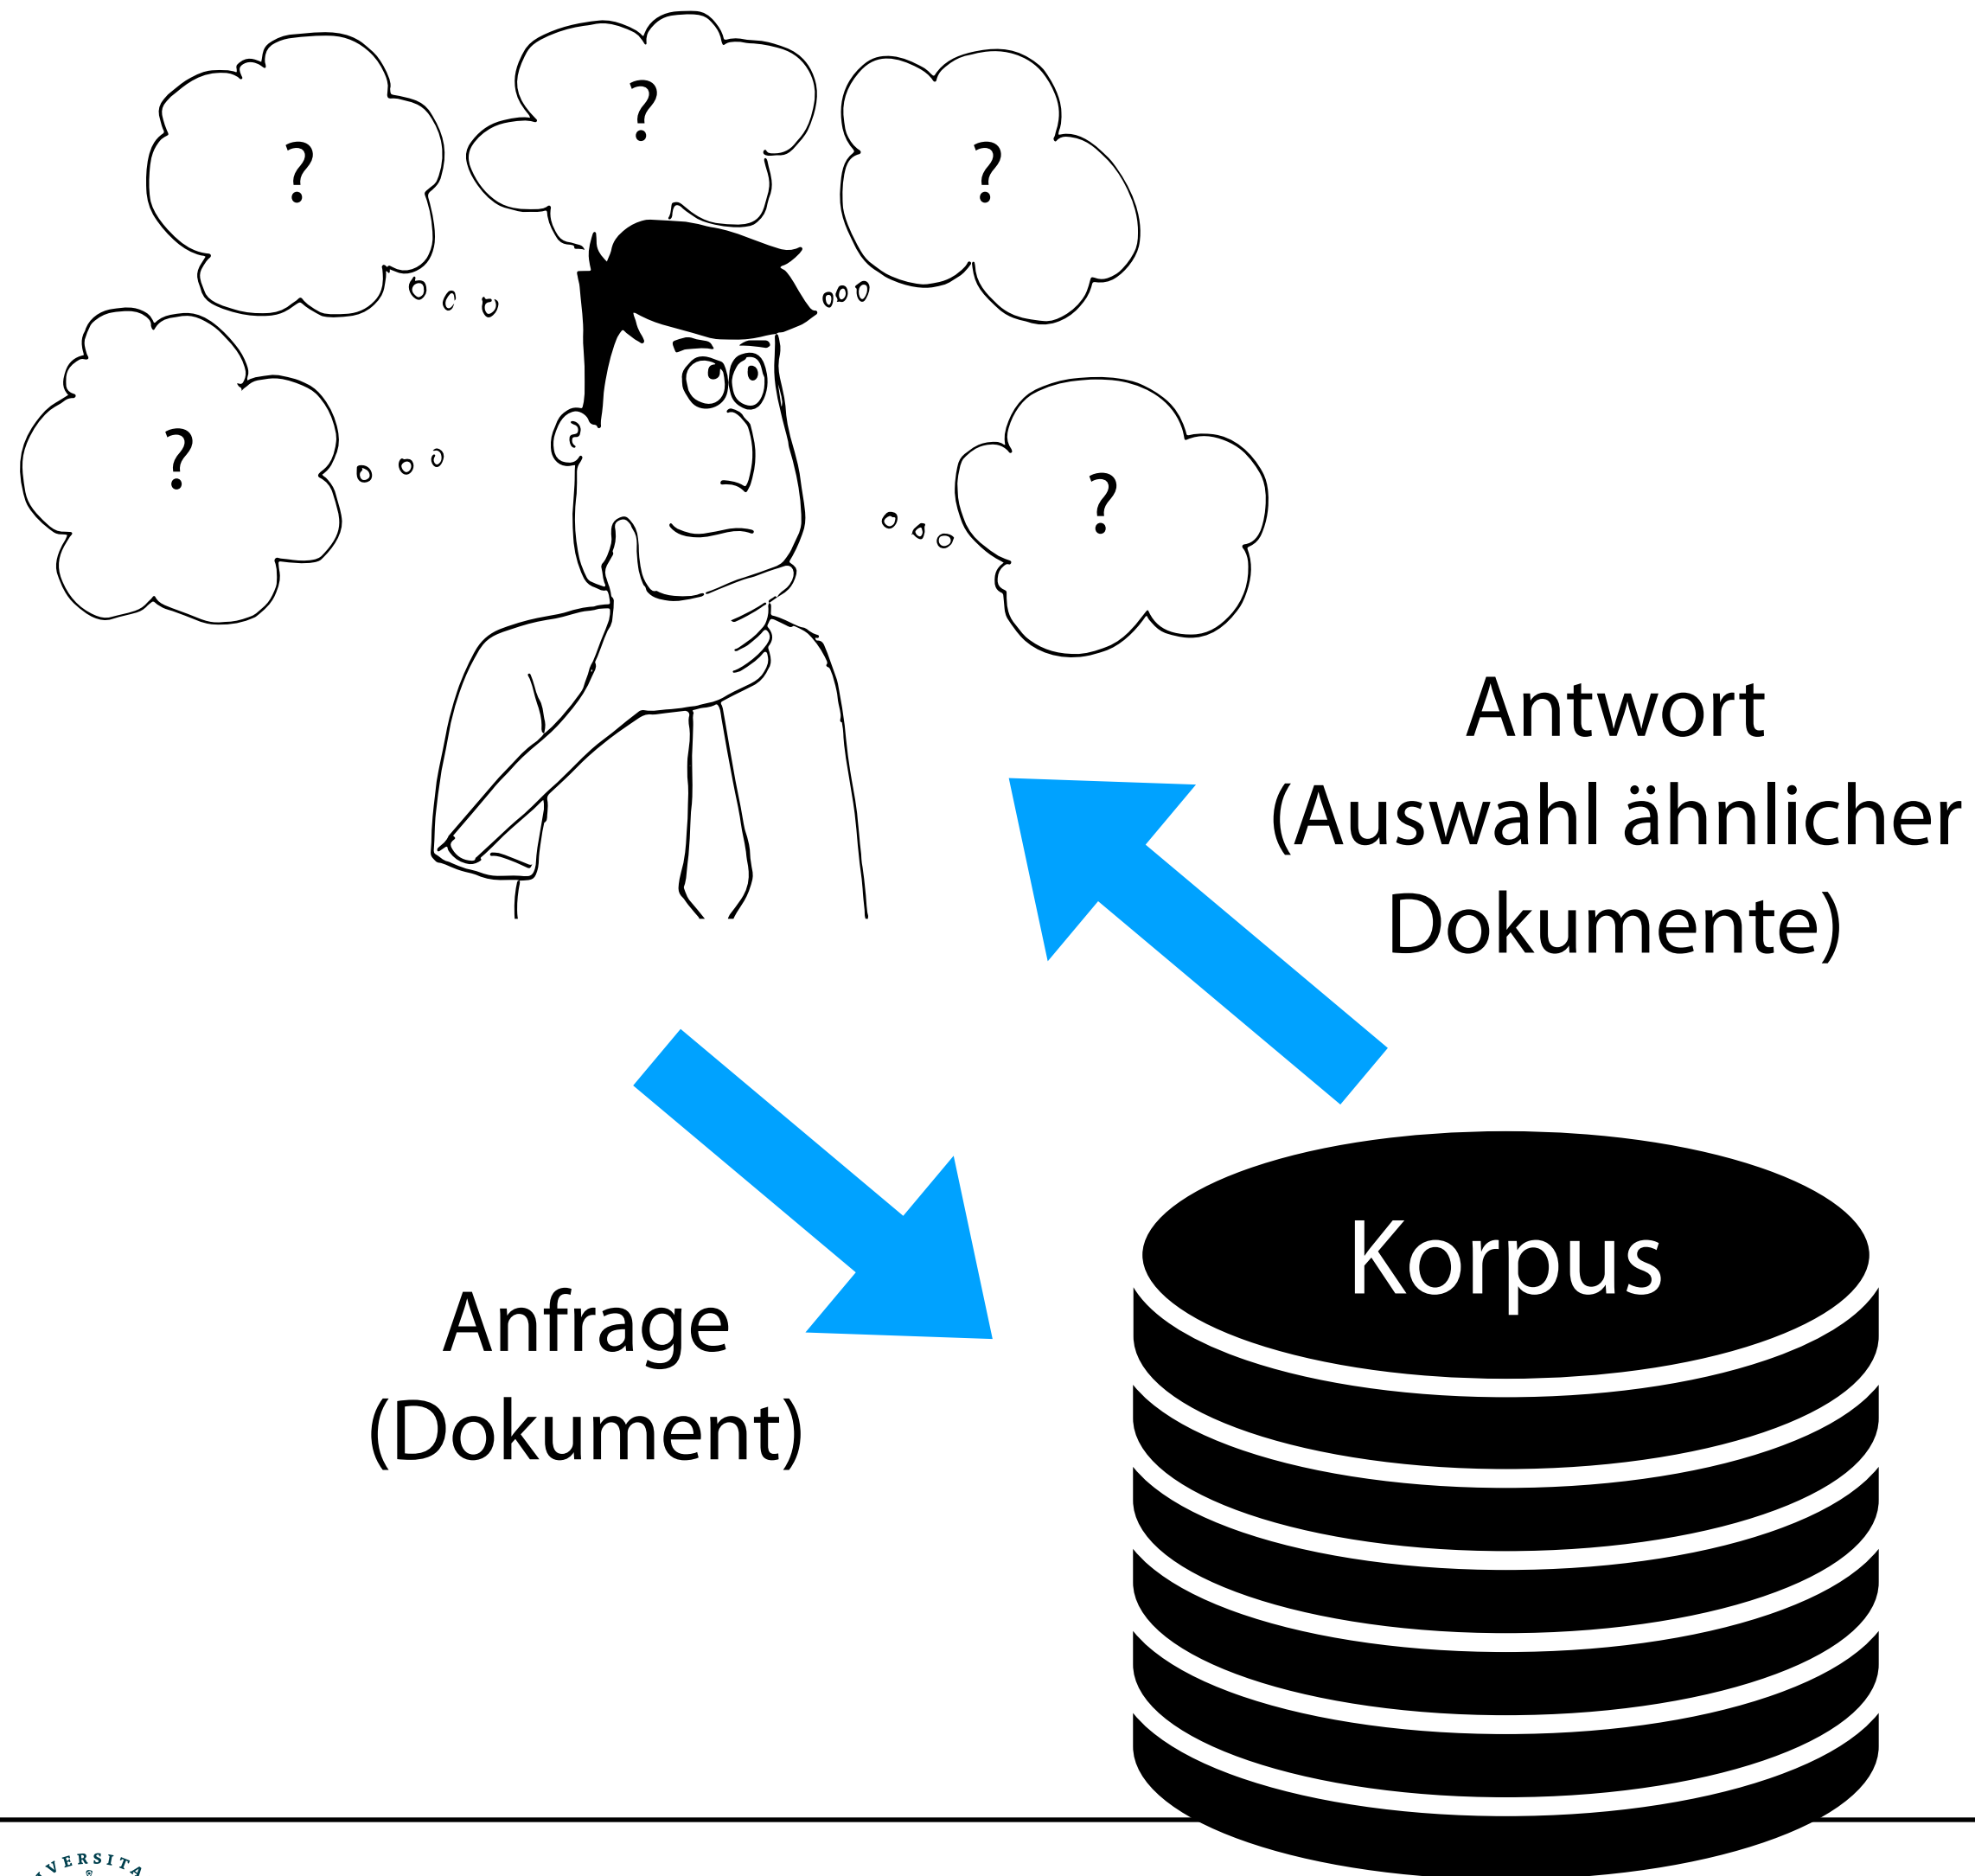 ?
?
?
?
?
Antwort
(Auswahl ähnlicher
Dokumente)
Korpus
Anfrage
(Dokument)